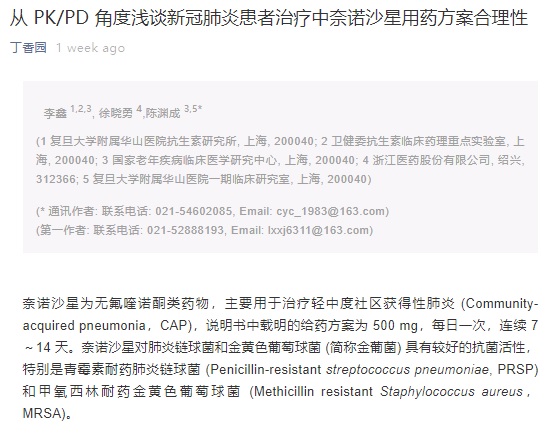 从 PK/PD 角度浅谈新冠肺炎患者治疗中奈诺沙星用药方案合理性
丁香园 1 week ago
李鑫 1,2,3, 徐晓勇 4,陈渊成 3,5*
(1 复旦大学附属华山医院抗生素研究所, 上海, 200040; 2 卫健委抗生素临床药理重点实验室, 上
海, 200040; 3 国家老年疾病临床医学研究中心, 上海, 200040; 4 浙江医药股份有限公司, 绍兴,
312366; 5 复旦大学附属华山医院一期临床研究室, 上海, 200040)
(* 通讯作者: 联系电话: 021-54602085, Email: cyc_1983@163.com)
(第一作者: 联系电话: 021-52888193, Email: lxxj6311@163.com)
奈诺沙星为无氟喹诺酮类药物，主要用于治疗轻中度社区获得性肺炎 (Community-
acquired pneumonia，CAP)，说明书中载明的给药方案为 500 mg，每日一次，连续 7
～14 天。奈诺沙星对肺炎链球菌和金黄色葡萄球菌 (简称金葡菌) 具有较好的抗菌活性，
特别是青霉素耐药肺炎链球菌 (Penicillin-resistant streptococcus pneumoniae, PRSP)
和甲氧西林耐药金黄色葡萄球菌 (Methicillin resistant Staphylococcus aureus，
MRSA)。